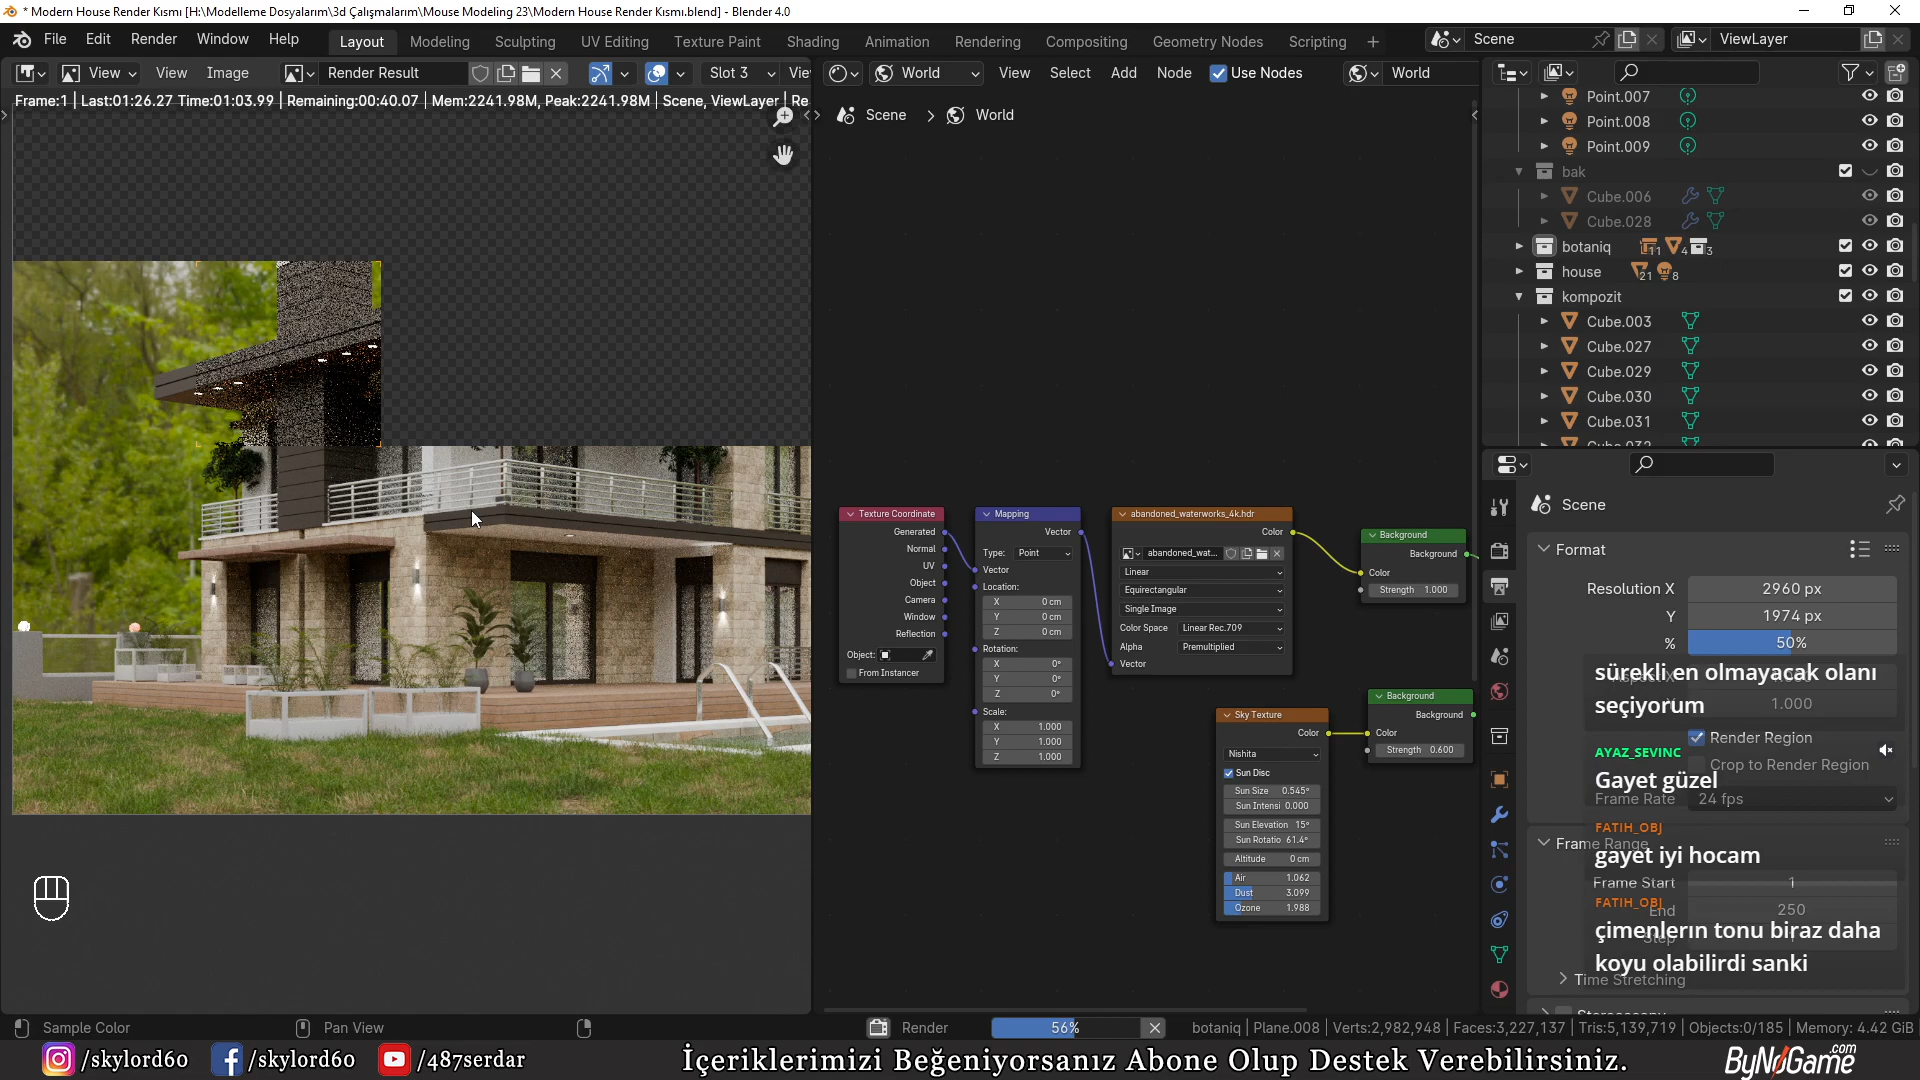 * Modern House Render Kısmı [H:\Modelleme Dosyalarım\3d Çalışmalarım\Mouse Modeling 23\Modern House Render Kısmı.blend] - Blender 4.0
File Edit Render Window Help Layout Modeling Sculpting UV Editing Texture Paint Shading Animation Rendering Compositing Geometry Nodes Scripting + Scene ViewLayer
View View Image Render Result Slot 3 World View Select Add Node Use Nodes World
Frame:1 | Last:01:26.27 Time:01:03.99 | Remaining:00:40.07 | Mem:2241.98M, Peak:2241.98M | Scene, ViewLayer | Re
Scene > World
Point.007
Point.008
Point.009
bak
Cube.006
Cube.028
botaniq 11 4 3
house 21 8
kompozit
Cube.003
Cube.027
Cube.029
Cube.030
Cube.031
Texture Coordinate
Generated
Normal
UV
Object
Camera
Window
Reflection
Object:
From Instancer
Mapping
Vector
Type: Point
Vector
Location:
X 0 cm
Y 0 cm
Z 0 cm
Rotation:
X 0°
Y 0°
Z 0°
Scale:
X 1.000
Y 1.000
Z 1.000
abandoned_waterworks_4k.hdr
Color
abandoned_wat...
Linear
Equirectangular
Single Image
Color Space Linear Rec.709
Alpha Premultiplied
Vector
Background
Background
Color
Strength 1.000
Sky Texture
Color
Nishita
Sun Disc
Sun Size 0.545°
Sun Intensi 0.000
Sun Elevation 15°
Sun Rotatio 61.4°
Altitude 0 cm
Air 1.062
Dust 3.099
Ozone 1.988
Background
Background
Color
Strength 0.600
Scene
Format
Resolution X 2960 px
Y 1974 px
% 50%
sürekli en olmayacak olanı
seçiyorum
Y 1.000
Render Region
AYAZ_SEVINC
Crop to Render Region
Gayet güzel
Frame Rate 24 fps
FATIH_OBJ
Frame Range
gayet iyi hocam
Frame Start 1
FATIH_OBJ
End 250
çimenlerın tonu biraz daha
Step 1
koyu olabilirdi sanki
Time Stretching
Sample Color Pan View Render 56% botaniq | Plane.008 | Verts:2,982,948 | Faces:3,227,137 | Tris:5,139,719 | Objects:0/185 | Memory: 4.42 GiB
/skylord60 /skylord60 /487serdar İçeriklerimizi Beğeniyorsanız Abone Olup Destek Verebilirsiniz. ByNoGame.com